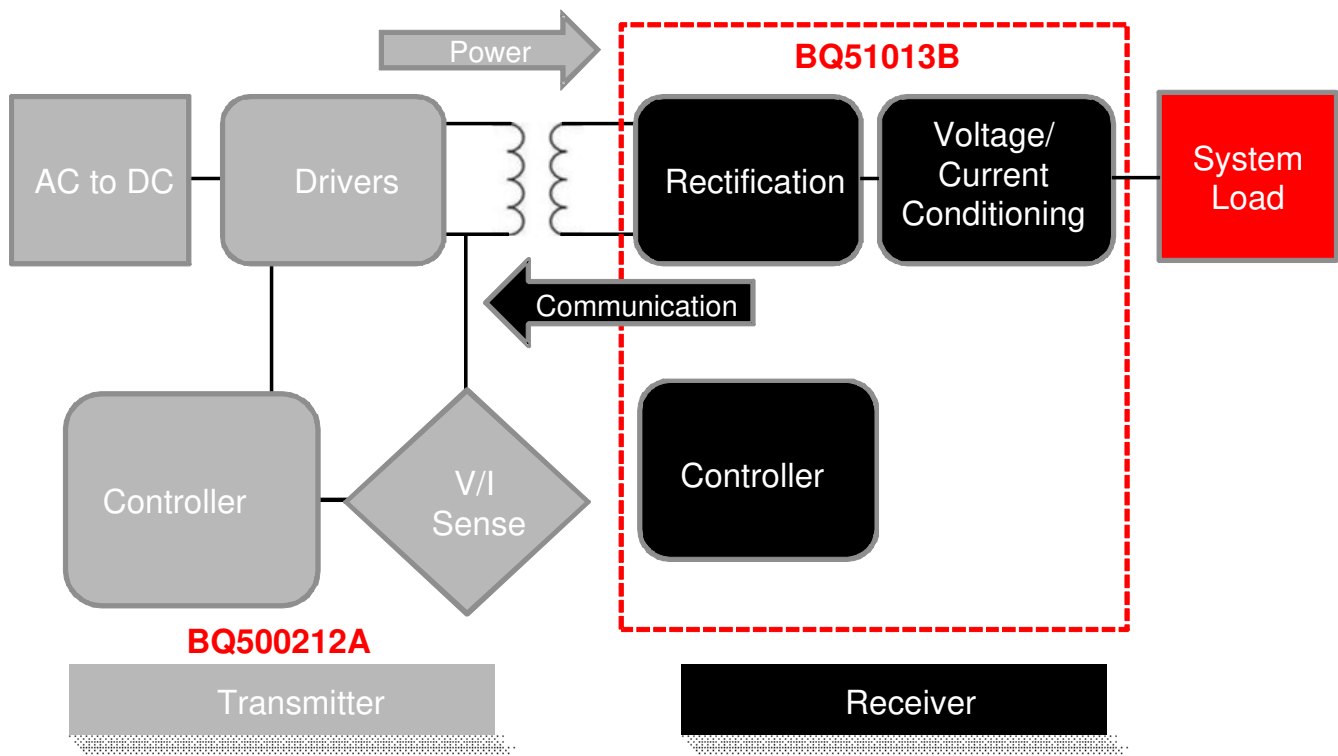 Power
BQ51013B
AC to DC
Drivers
Rectification
Voltage/
Current
Conditioning
System
Load
Communication
Controller
V/I
Sense
Controller
BQ500212A
Transmitter
Receiver